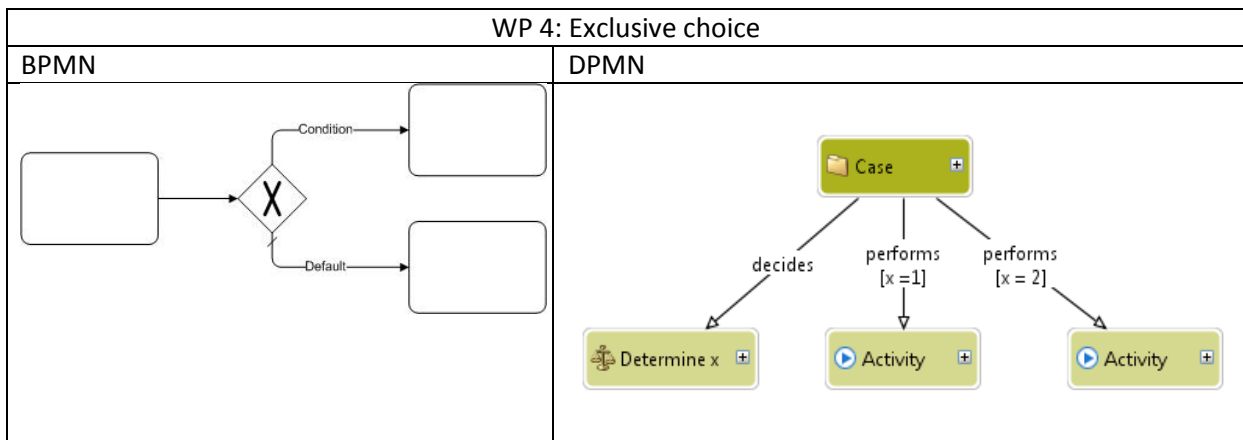 WP 4: Exclusive choice
BPMN
DPMN
Condition
X
Default
Case
decides
performs
[x =1]
performs
[x = 2]
Determine x
Activity
Activity